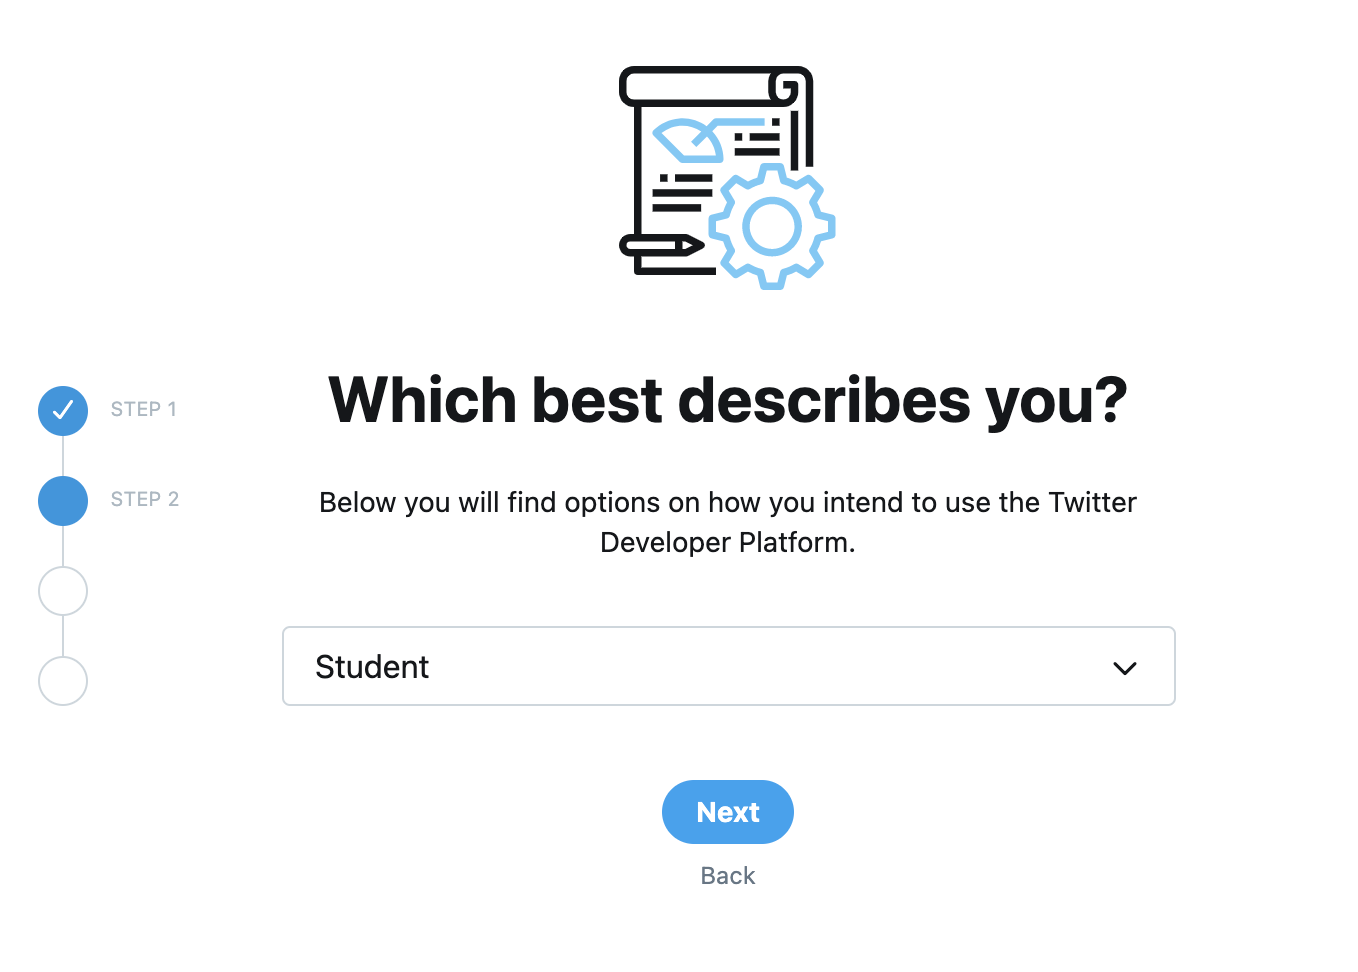 Which best describes you?
STEP 1
STEP 2
Below you will find options on how you intend to use the Twitter
Developer Platform.
Student
Next
Back